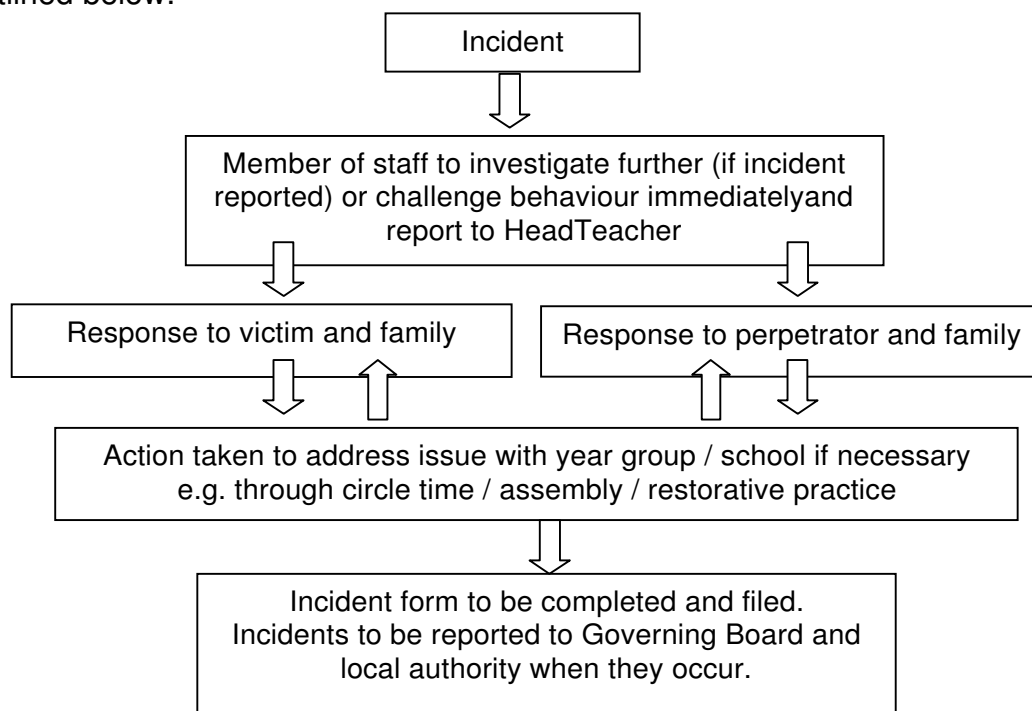 below.
Incident
Member of staff to investigate further (if incident
reported) or challenge behaviour immediatelyand
report to HeadTeacher
Response to victim and family
Response to perpetrator and family
Action taken to address issue with year group / school if necessary
e.g. through circle time / assembly / restorative practice
Incident form to be completed and filed.
Incidents to be reported to Governing Board and
local authority when they occur.